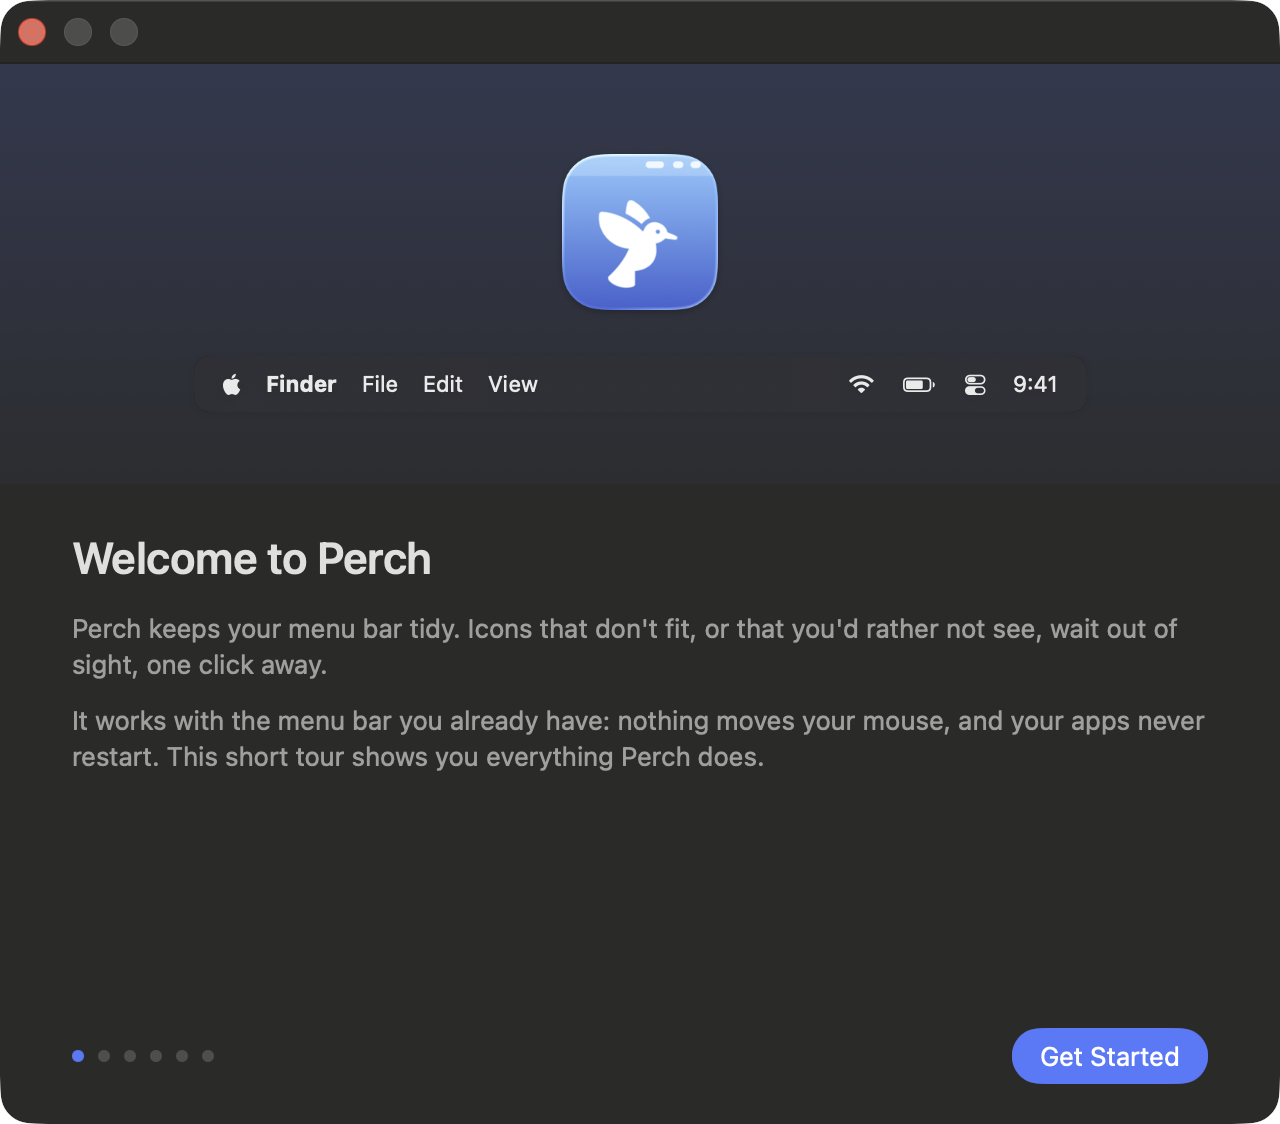 Finder File Edit View 9:41
Welcome to Perch
Perch keeps your menu bar tidy. Icons that don't fit, or that you'd rather not see, wait out of
sight, one click away.
It works with the menu bar you already have: nothing moves your mouse, and your apps never
restart. This short tour shows you everything Perch does.
Get Started